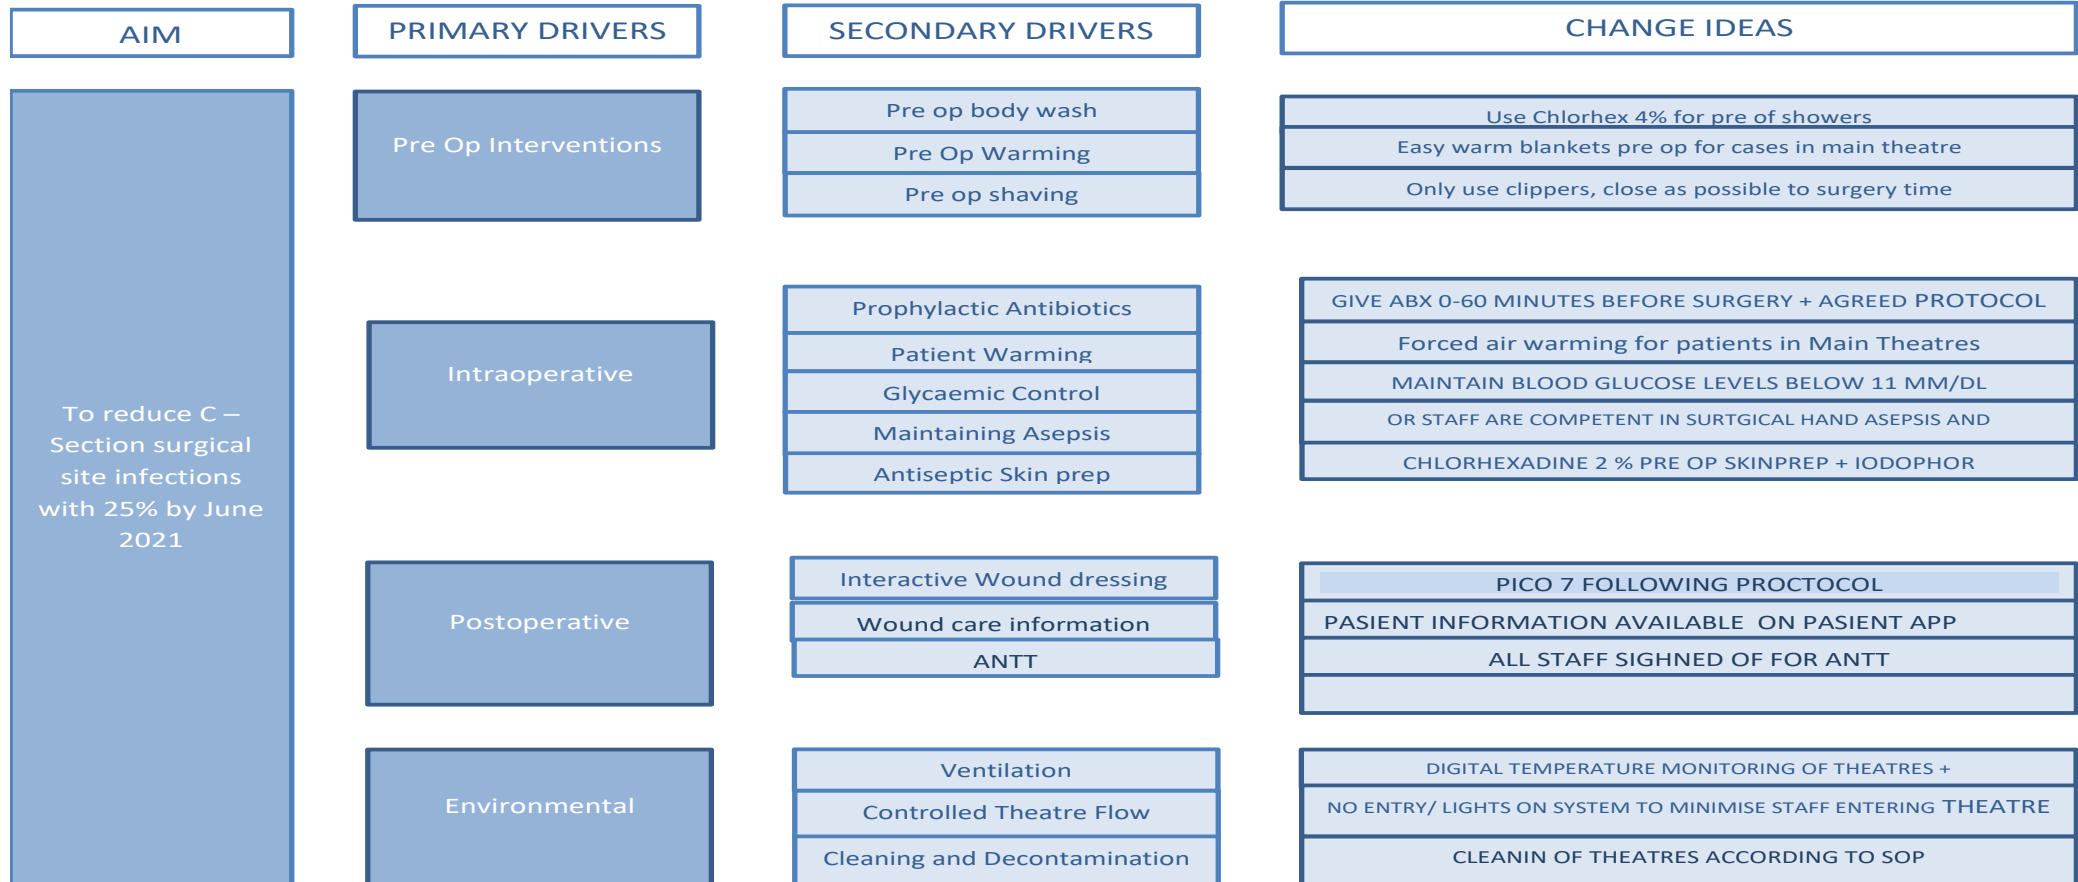 AIM
PRIMARY DRIVERS
SECONDARY DRIVERS
CHANGE IDEAS
To reduce C –
Section surgical
site infections
with 25% by June
2021
Pre Op Interventions
Pre op body wash
Pre Op Warming
Pre op shaving
Use Chlorhex 4% for pre of showers
Easy warm blankets pre op for cases in main theatre
Only use clippers, close as possible to surgery time
Intraoperative
Prophylactic Antibiotics
Patient Warming
Glycaemic Control
Maintaining Asepsis
Antiseptic Skin prep
GIVE ABX 0-60 MINUTES BEFORE SURGERY + AGREED PROTOCOL
Forced air warming for patients in Main Theatres
MAINTAIN BLOOD GLUCOSE LEVELS BELOW 11 MM/DL
OR STAFF ARE COMPETENT IN SURTGICAL HAND ASEPSIS AND
CHLORHEXADINE 2 % PRE OP SKINPREP + IODOPHOR
Postoperative
Interactive Wound dressing
Wound care information
ANTT
PICO 7 FOLLOWING PROCTOCOL
PASIENT INFORMATION AVAILABLE ON PASIENT APP
ALL STAFF SIGHNED OF FOR ANTT
Environmental
Ventilation
Controlled Theatre Flow
Cleaning and Decontamination
DIGITAL TEMPERATURE MONITORING OF THEATRES +
NO ENTRY/ LIGHTS ON SYSTEM TO MINIMISE STAFF ENTERING THEATRE
CLEANIN OF THEATRES ACCORDING TO SOP